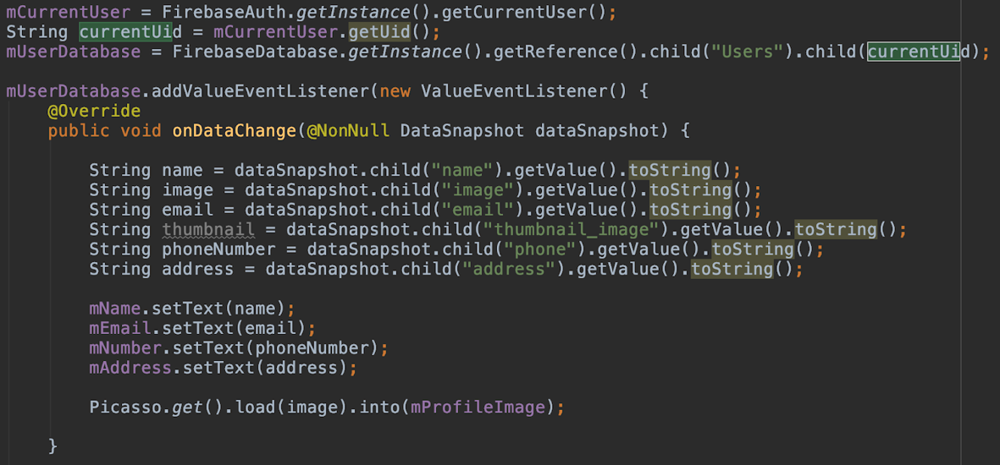 mCurrentUser = FirebaseAuth.getInstance().getCurrentUser();
String currentUid = mCurrentUser.getUid();
mUserDatabase = FirebaseDatabase.getInstance().getReference().child("Users").child(currentUid);
mUserDatabase.addValueEventListener(new ValueEventListener() {
@Override
public void onDataChange(@NonNull DataSnapshot dataSnapshot) {
String name = dataSnapshot.child("name").getValue().toString();
String image = dataSnapshot.child("image").getValue().toString();
String email = dataSnapshot.child("email").getValue().toString();
String thumbnail = dataSnapshot.child("thumbnail_image").getValue().toString();
String phoneNumber = dataSnapshot.child("phone").getValue().toString();
String address = dataSnapshot.child("address").getValue().toString();
mName.setText(name);
mEmail.setText(email);
mNumber.setText(phoneNumber);
mAddress.setText(address);
Picasso.get().load(image).into(mProfileImage);
}